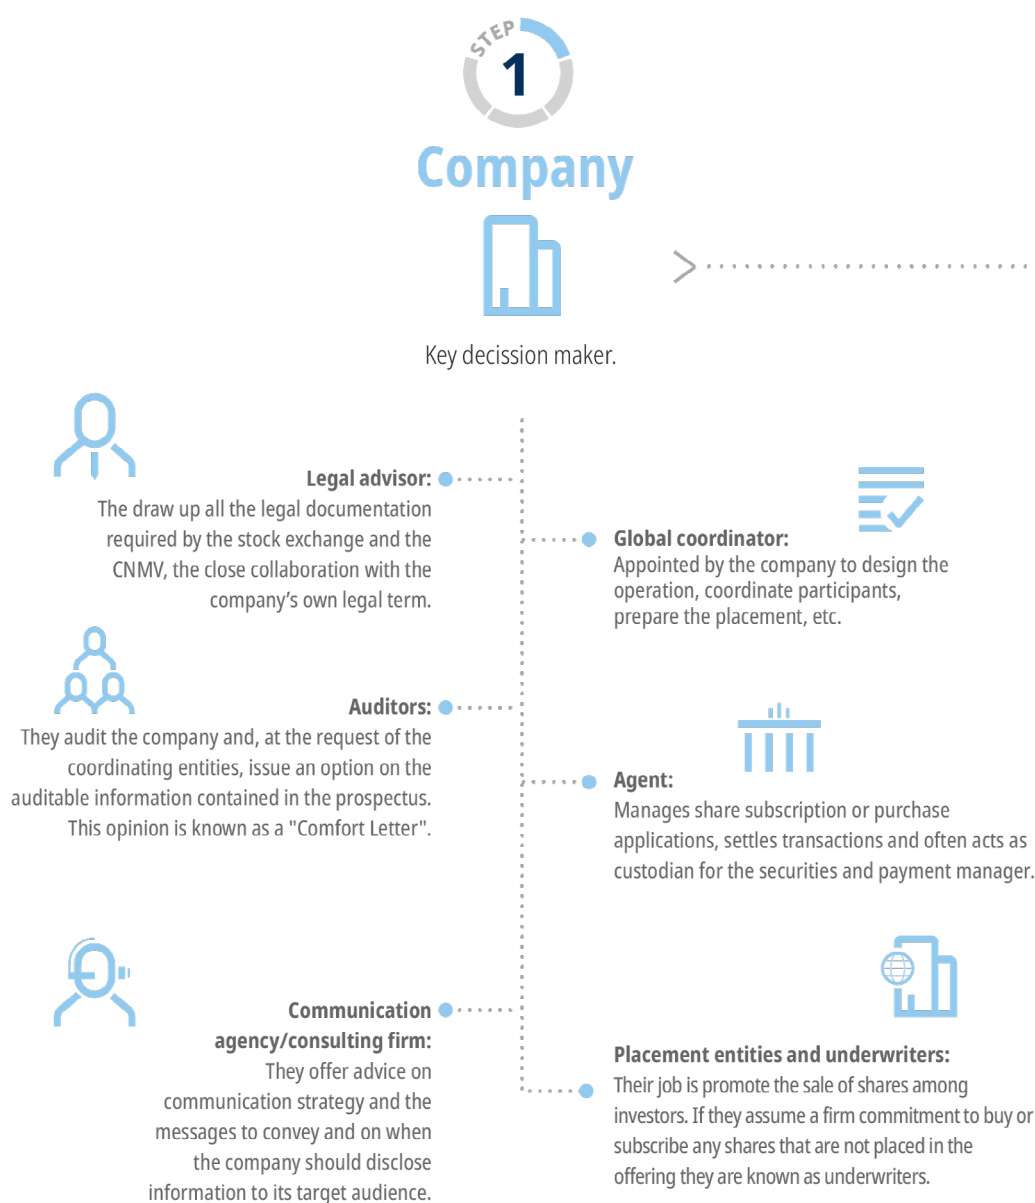 STEP
1
Company
Key decission maker.
Legal advisor:
The draw up all the legal documentation
required by the stock exchange and the
CNMV, the close collaboration with the
company’s own legal term.
Global coordinator:
Appointed by the company to design the
operation, coordinate participants,
prepare the placement, etc.
Auditors:
They audit the company and, at the request of the
coordinating entities, issue an option on the
auditable information contained in the prospectus.
This opinion is known as a "Comfort Letter".
Agent:
Manages share subscription or purchase
applications, settles transactions and often acts as
custodian for the securities and payment manager.
Communication
agency/consulting firm:
They offer advice on
communication strategy and the
messages to convey and on when
the company should disclose
information to its target audience.
Placement entities and underwriters:
Their job is promote the sale of shares among
investors. If they assume a firm commitment to buy or
subscribe any shares that are not placed in the
offering they are known as underwriters.